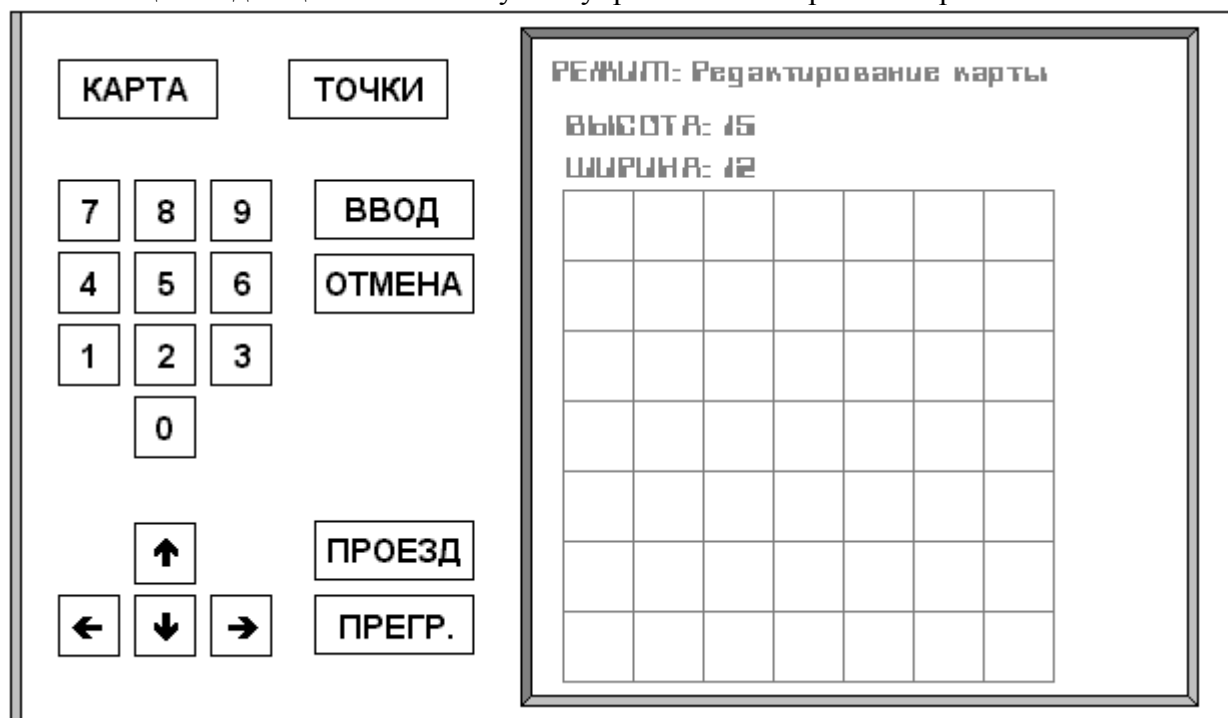 КАРТА ТОЧКИ
7 8 9 ВВОД
4 5 6 ОТМЕНА
1 2 3
0
↑ ПРОЕЗД
← ↓ → ПРЕГР.
РЕЖИМ: Редактирование карты
ВЫСОТА: 15
ШИРИНА: 12